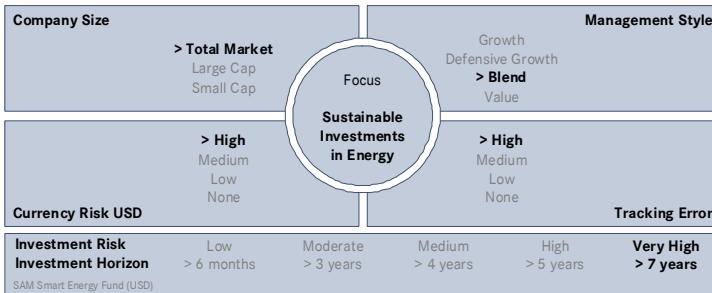 Company Size
> Total Market
Large Cap
Small Cap
Management Style
Growth
Defensive Growth
> Blend
Value
Focus
Sustainable
Investments
in Energy
> High
Medium
Low
None
Currency Risk USD
> High
Medium
Low
None
Tracking Error
Investment Risk Low Moderate Medium High Very High
Investment Horizon > 6 months > 3 years > 4 years > 5 years > 7 years
SAM Smart Energy Fund (USD)